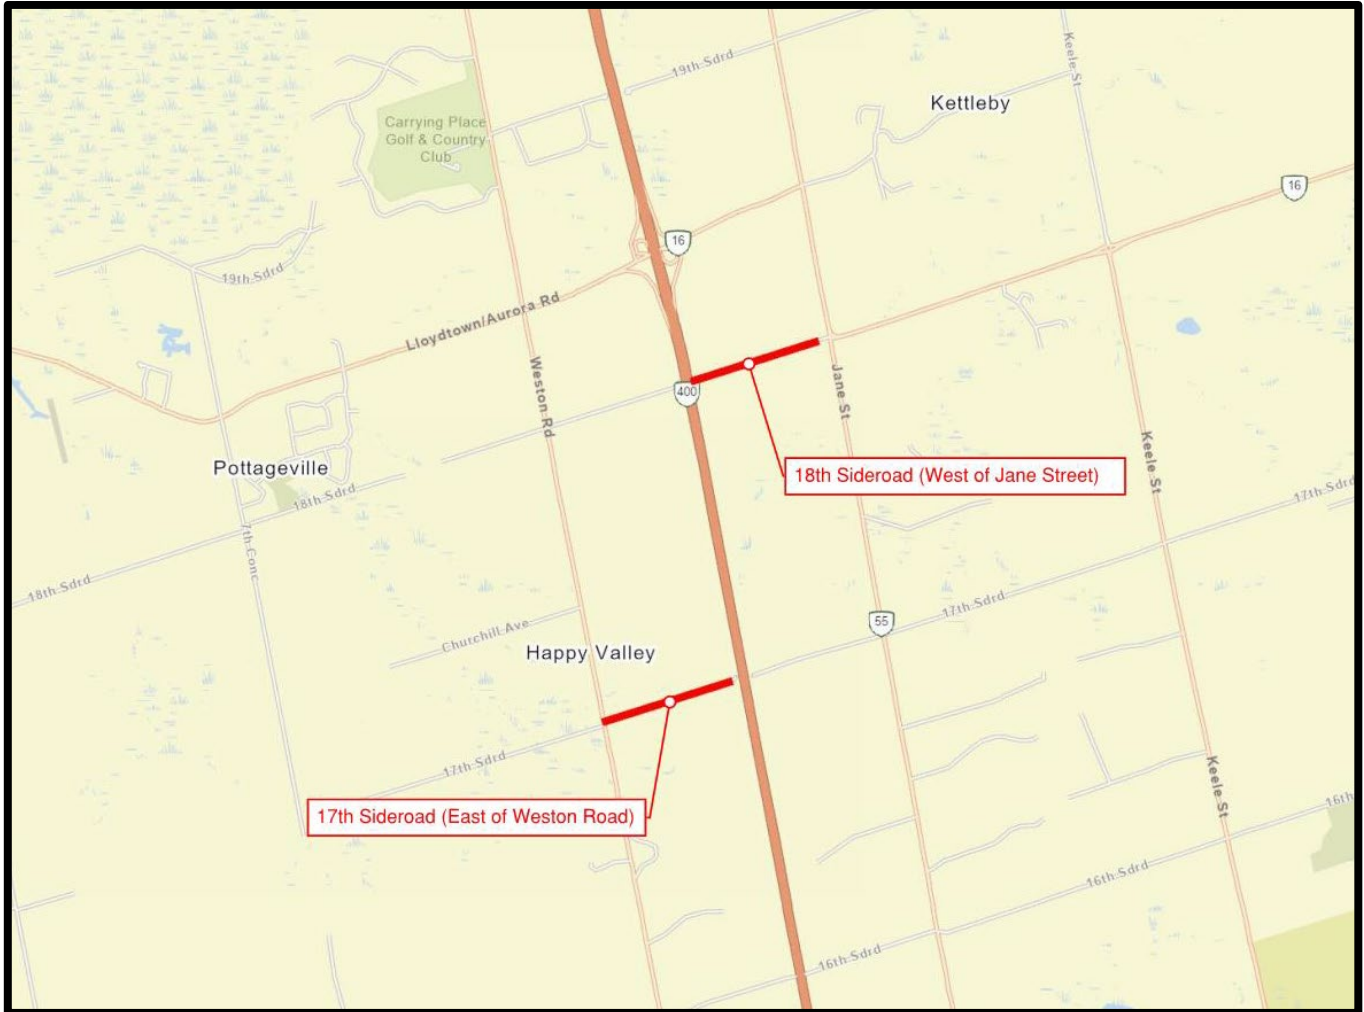 19th Sdrd
Keele St
Kettleby
Carrying Place
Golf & Country
Club
16
16
19th Sdrd
Lloydtown/Aurora Rd
Weston Rd
400
Jane St
Pottageville
18th Sideroad (West of Jane Street)
Keele St
18th Sdrd
17th Sdrd
7th Conc
18th Sdrd
17th Sdrd
55
Churchill Ave
Happy Valley
17th Sdrd
Keele St
17th Sideroad (East of Weston Road)
16th
16th Sdrd
16th Sdrd